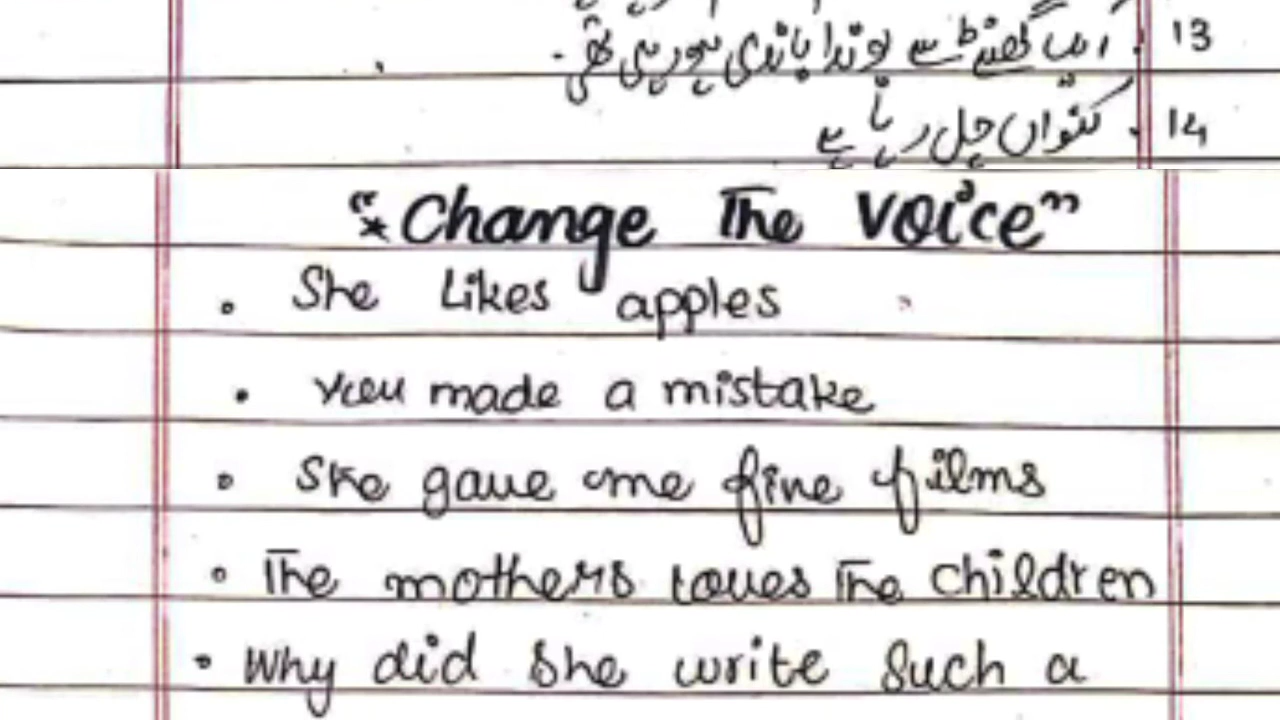 13 . ایک گھنٹے سے بوندا باندی ہو رہی تھی ۔
14 . کنواں چل رہا ہے
“*Change The Voice”
• She Likes apples
• You made a mistake
• She gave me fine films
• The mothers loves The children
• Why did she write such a